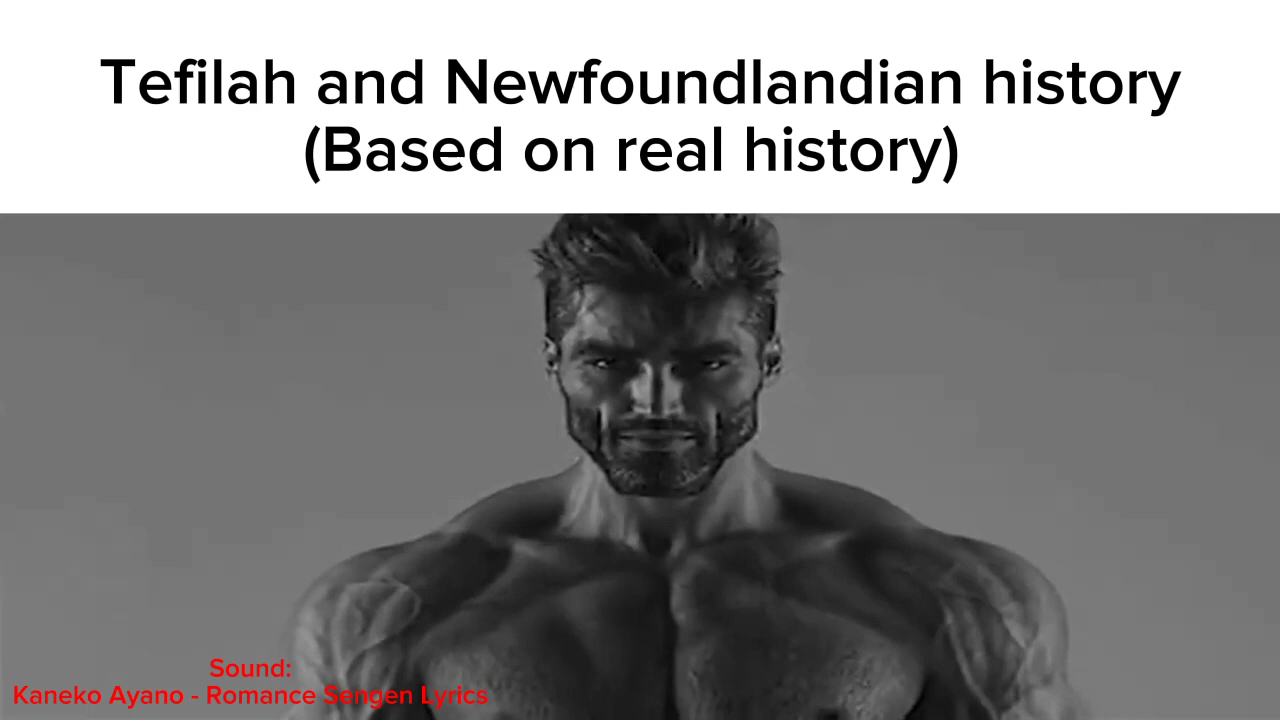 Tefilah and Newfoundlandian history
(Based on real history)
Sound:
Kaneko Ayano - Romance Sengen Lyrics